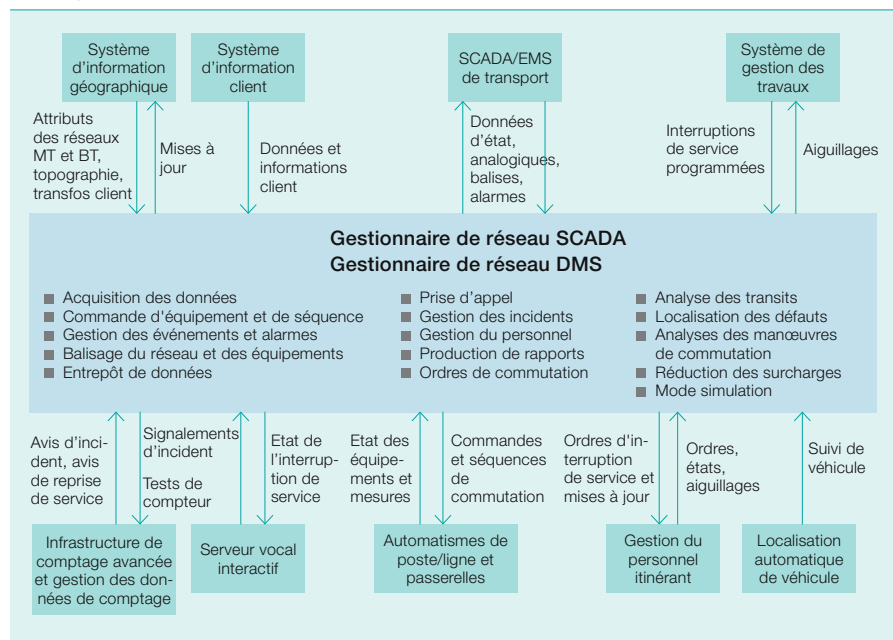 Système
d'information
géographique
Système
d'information
client
SCADA/EMS
de transport
Système de
gestion des
travaux
Attributs
des réseaux
MT et BT,
topographie,
transfos client
Mises à
jour
Données et
informations
client
Données
d'état,
analogiques,
balises,
alarmes
Interruptions
de service
programmées
Aiguillages
Gestionnaire de réseau SCADA
Gestionnaire de réseau DMS
Acquisition des données
Commande d'équipement et de séquence
Gestion des événements et alarmes
Balisage du réseau et des équipements
Entrepôt de données
Prise d'appel
Gestion des incidents
Gestion du personnel
Production de rapports
Ordres de commutation
Analyse des transits
Localisation des défauts
Analyses des manœuvres
de commutation
Réduction des surcharges
Mode simulation
Avis d'inci-
dent, avis
de reprise
de service
Signalements
d'incident
Tests de
compteur
Etat de
l'interrup-
tion de
service
Etat des
équipe-
ments et
mesures
Commandes
et séquences
de
commutation
Ordres d'in-
terruption
de service et
mises à jour
Ordres,
états,
aiguillages
Suivi de
véhicule
Infrastructure de
comptage avancée
et gestion des don-
nées de comptage
Serveur vocal
interactif
Automatismes de
poste/ligne et
passerelles
Gestion du
personnel
itinérant
Localisation
automatique
de véhicule